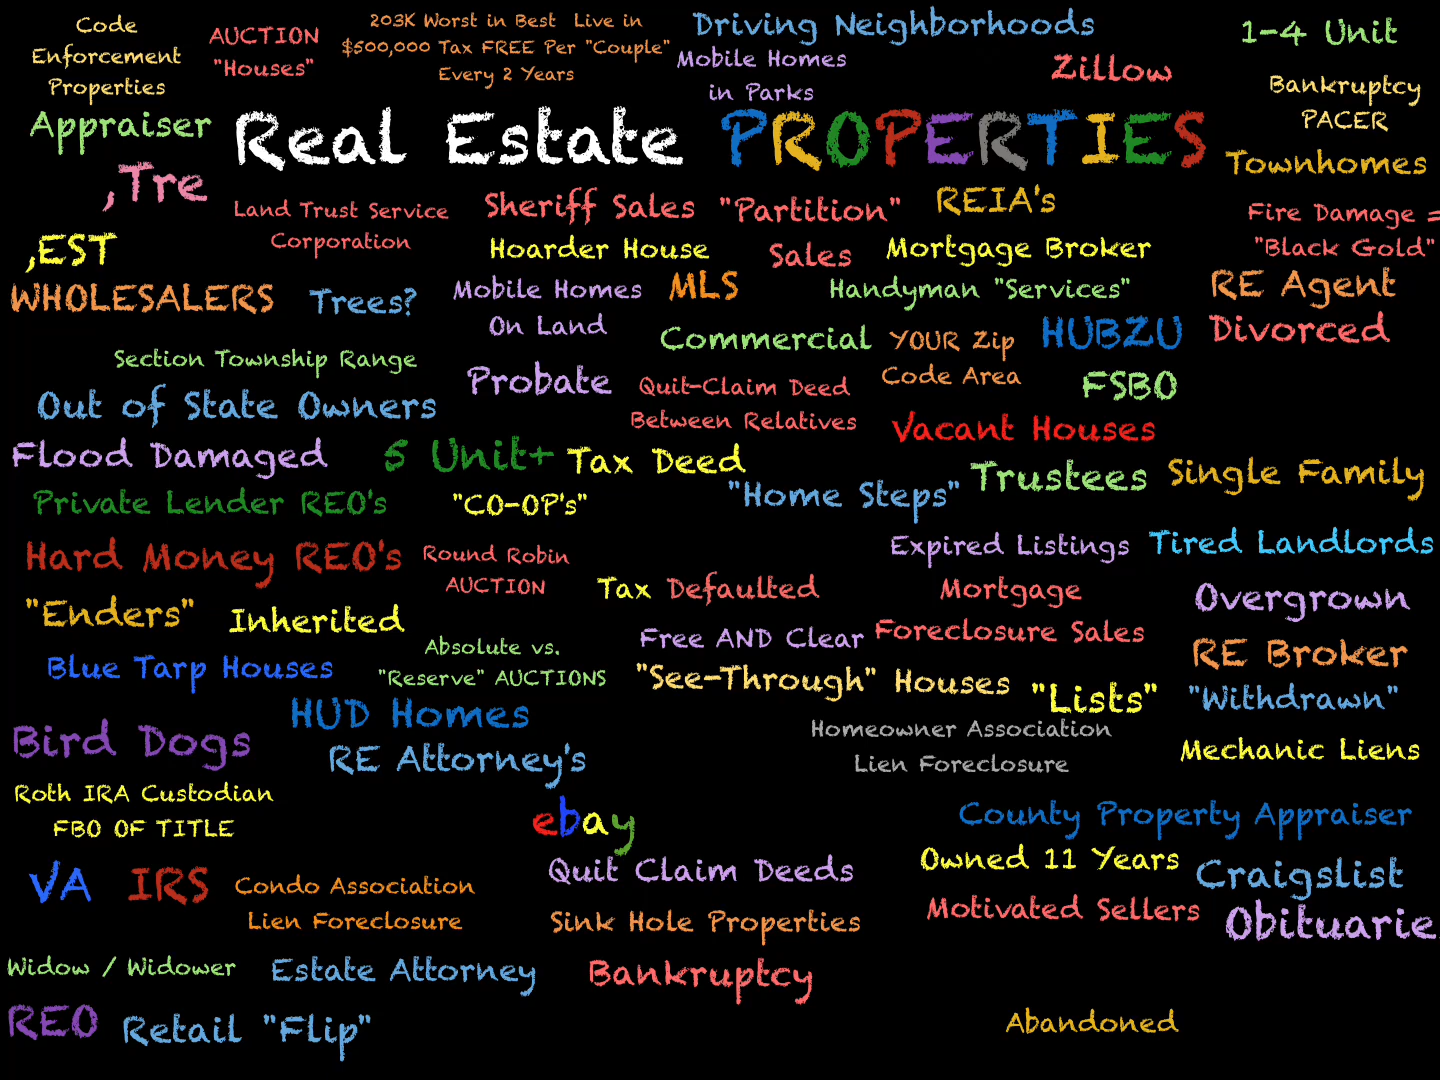 Code
Enforcement
Properties
AUCTION
"Houses"
203K Worst in Best Live in
$500,000 Tax FREE Per "Couple"
Every 2 Years
Driving Neighborhoods
Mobile Homes
in Parks
Zillow
1-4 Unit
Bankruptcy
PACER
Appraiser
Real Estate PROPERTIES
Townhomes
,Tre
Land Trust Service
Corporation
Sheriff Sales
"Partition"
Sales
REIA's
Fire Damage =
"Black Gold"
,EST
Hoarder House
Mortgage Broker
WHOLESALERS
Trees?
Mobile Homes
On Land
MLS
Handyman "Services"
RE Agent
Commercial
YOUR Zip
Code Area
HUBZU
Divorced
Section Township Range
Probate
Quit-Claim Deed
Between Relatives
FSBO
Out of State Owners
Vacant Houses
Flood Damaged
5 Unit+
Tax Deed
"Home Steps"
Trustees
Single Family
Private Lender REO's
"CO-OP's"
Hard Money REO's
Round Robin
AUCTION
Expired Listings
Tired Landlords
Tax Defaulted
Mortgage
Foreclosure Sales
Overgrown
"Enders"
Inherited
Absolute vs.
"Reserve" AUCTIONS
Free AND Clear
RE Broker
Blue Tarp Houses
"See-Through" Houses
"Lists"
"Withdrawn"
HUD Homes
Homeowner Association
Lien Foreclosure
Bird Dogs
RE Attorney's
Mechanic Liens
Roth IRA Custodian
FBO OF TITLE
ebay
County Property Appraiser
VA
IRS
Condo Association
Lien Foreclosure
Quit Claim Deeds
Owned 11 Years
Craigslist
Sink Hole Properties
Motivated Sellers
Obituarie
Widow / Widower
Estate Attorney
Bankruptcy
REO
Retail "Flip"
Abandoned